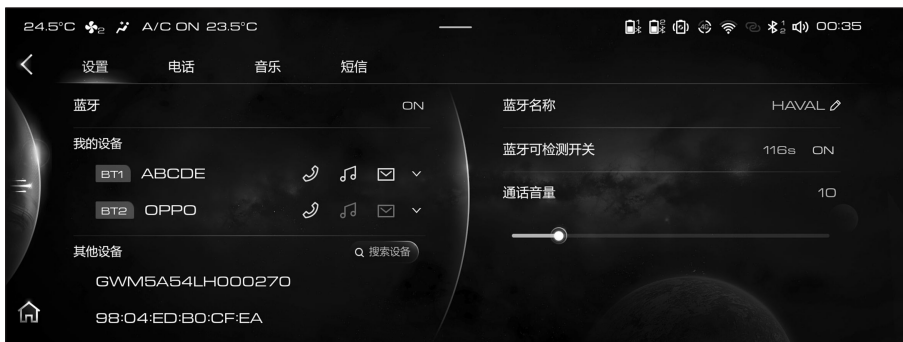 24.5°C 2 A/C ON 23.5°C 00:35
设置 电话 音乐 短信
蓝牙 ON
我的设备
BT1 ABCDE
BT2 OPPO
其他设备 搜索设备
GWM5A54LH000270
98:04:ED:B0:CF:EA
蓝牙名称 HAVAL
蓝牙可检测开关 116s ON
通话音量 10